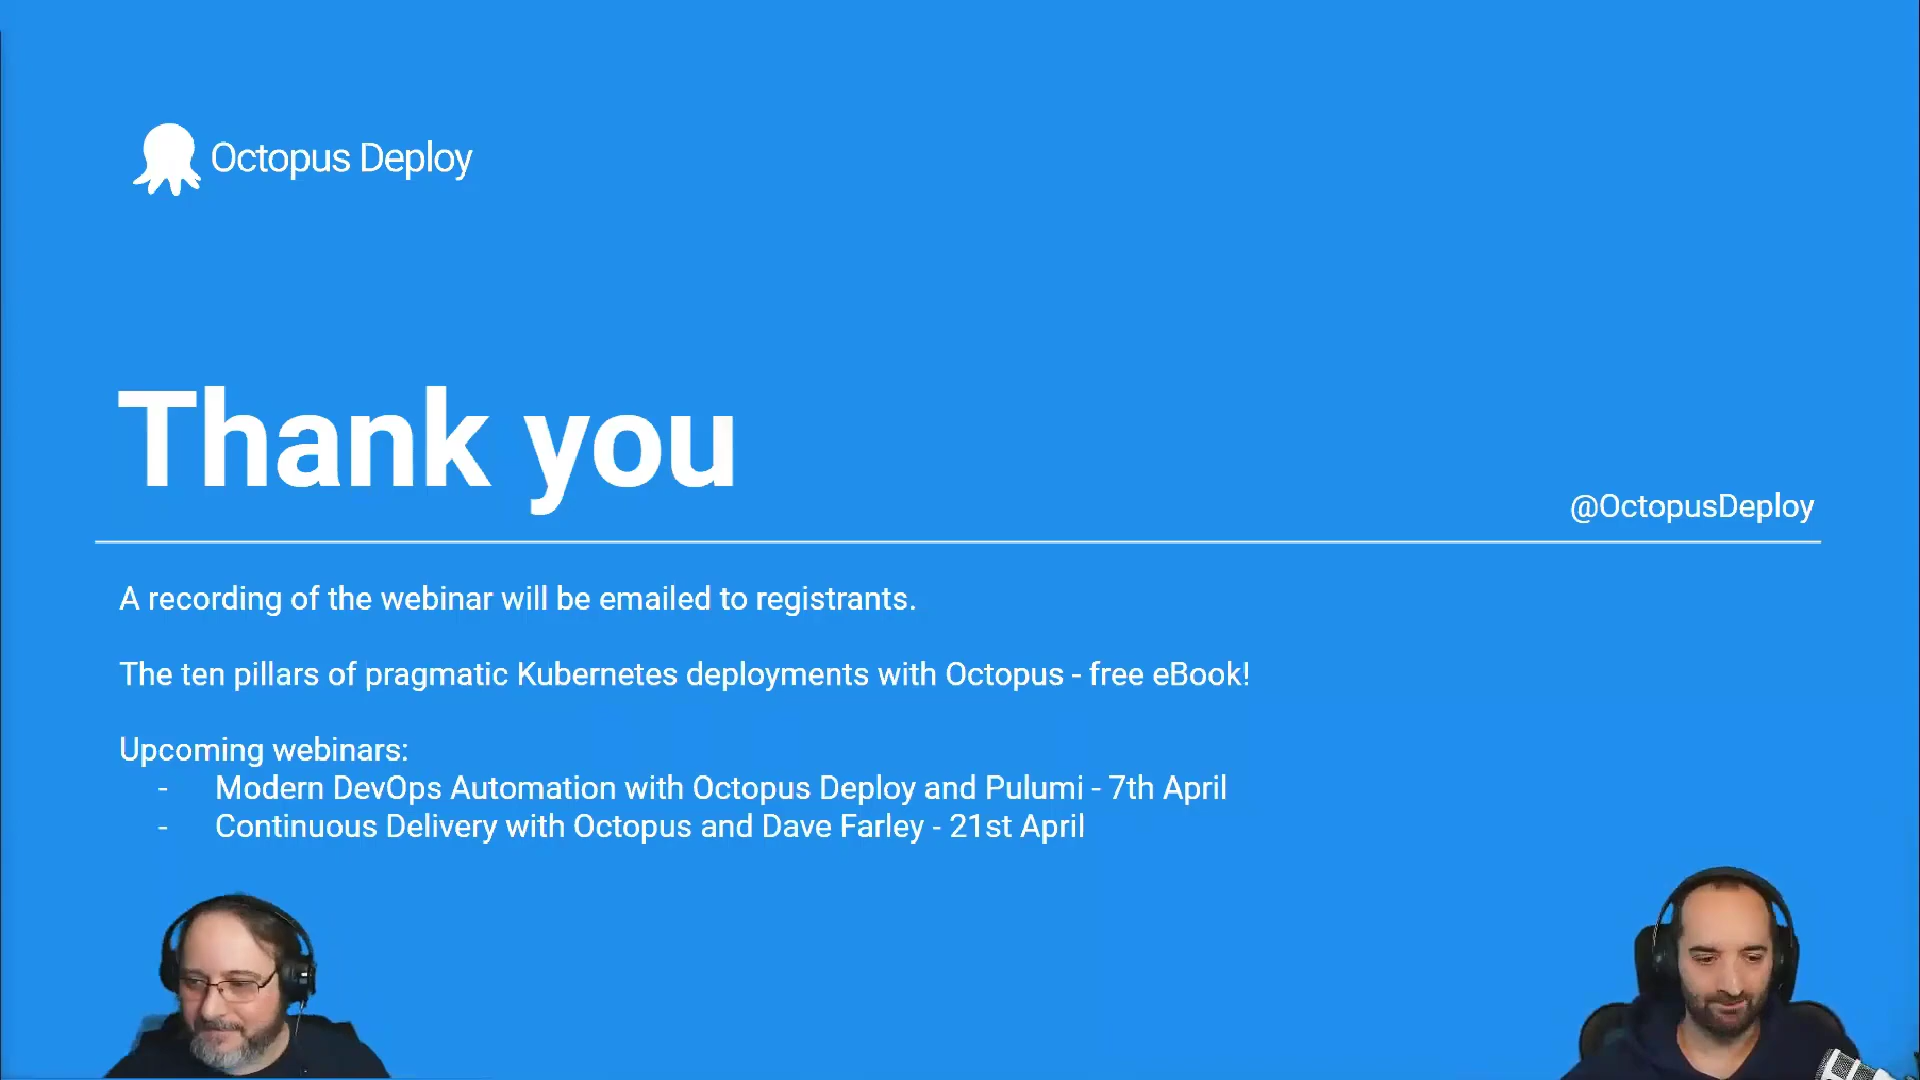 Octopus Deploy
Thank you
@OctopusDeploy
A recording of the webinar will be emailed to registrants.
The ten pillars of pragmatic Kubernetes deployments with Octopus - free eBook!
Upcoming webinars:
- Modern DevOps Automation with Octopus Deploy and Pulumi - 7th April
- Continuous Delivery with Octopus and Dave Farley - 21st April